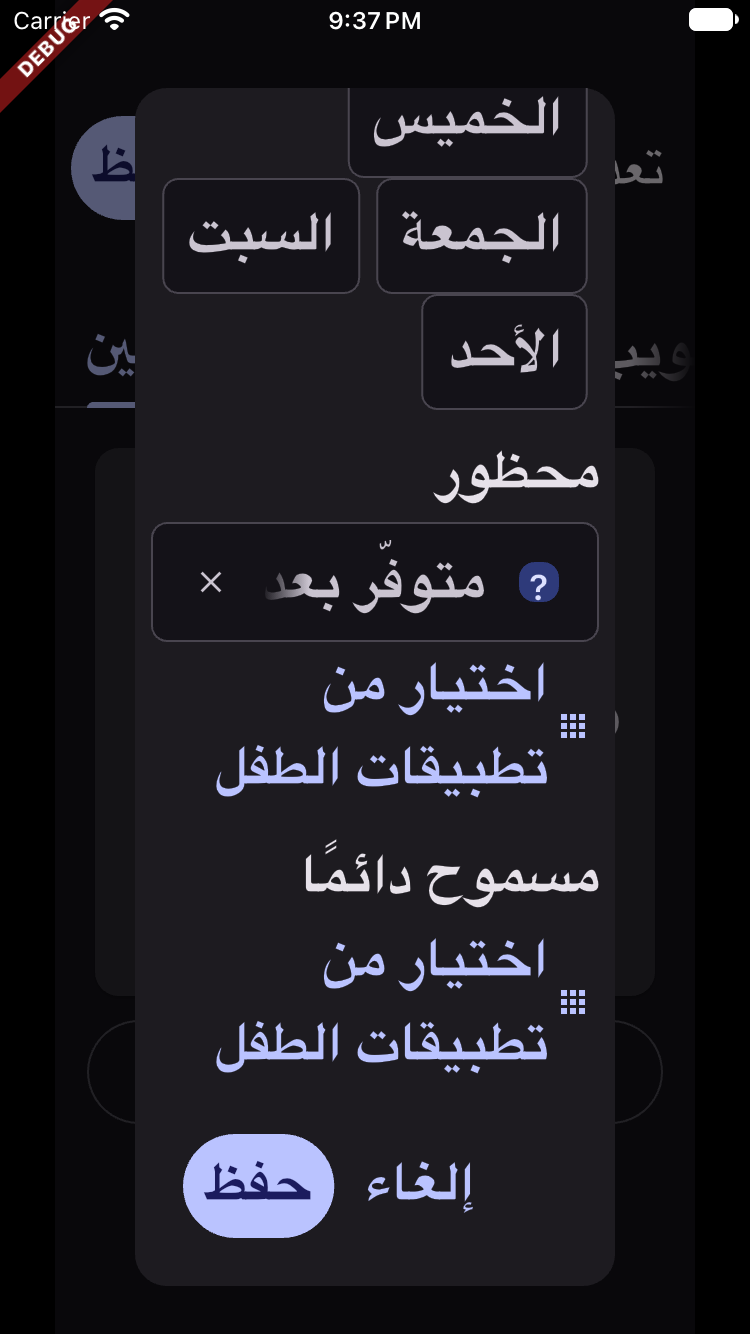 Carrier
9:37 PM
DEBUG
الخميس
الجمعة
السبت
الأحد
محظور
?
متوفّر بعد
اختيار من
تطبيقات الطفل
مسموح دائمًا
اختيار من
تطبيقات الطفل
إلغاء
حفظ